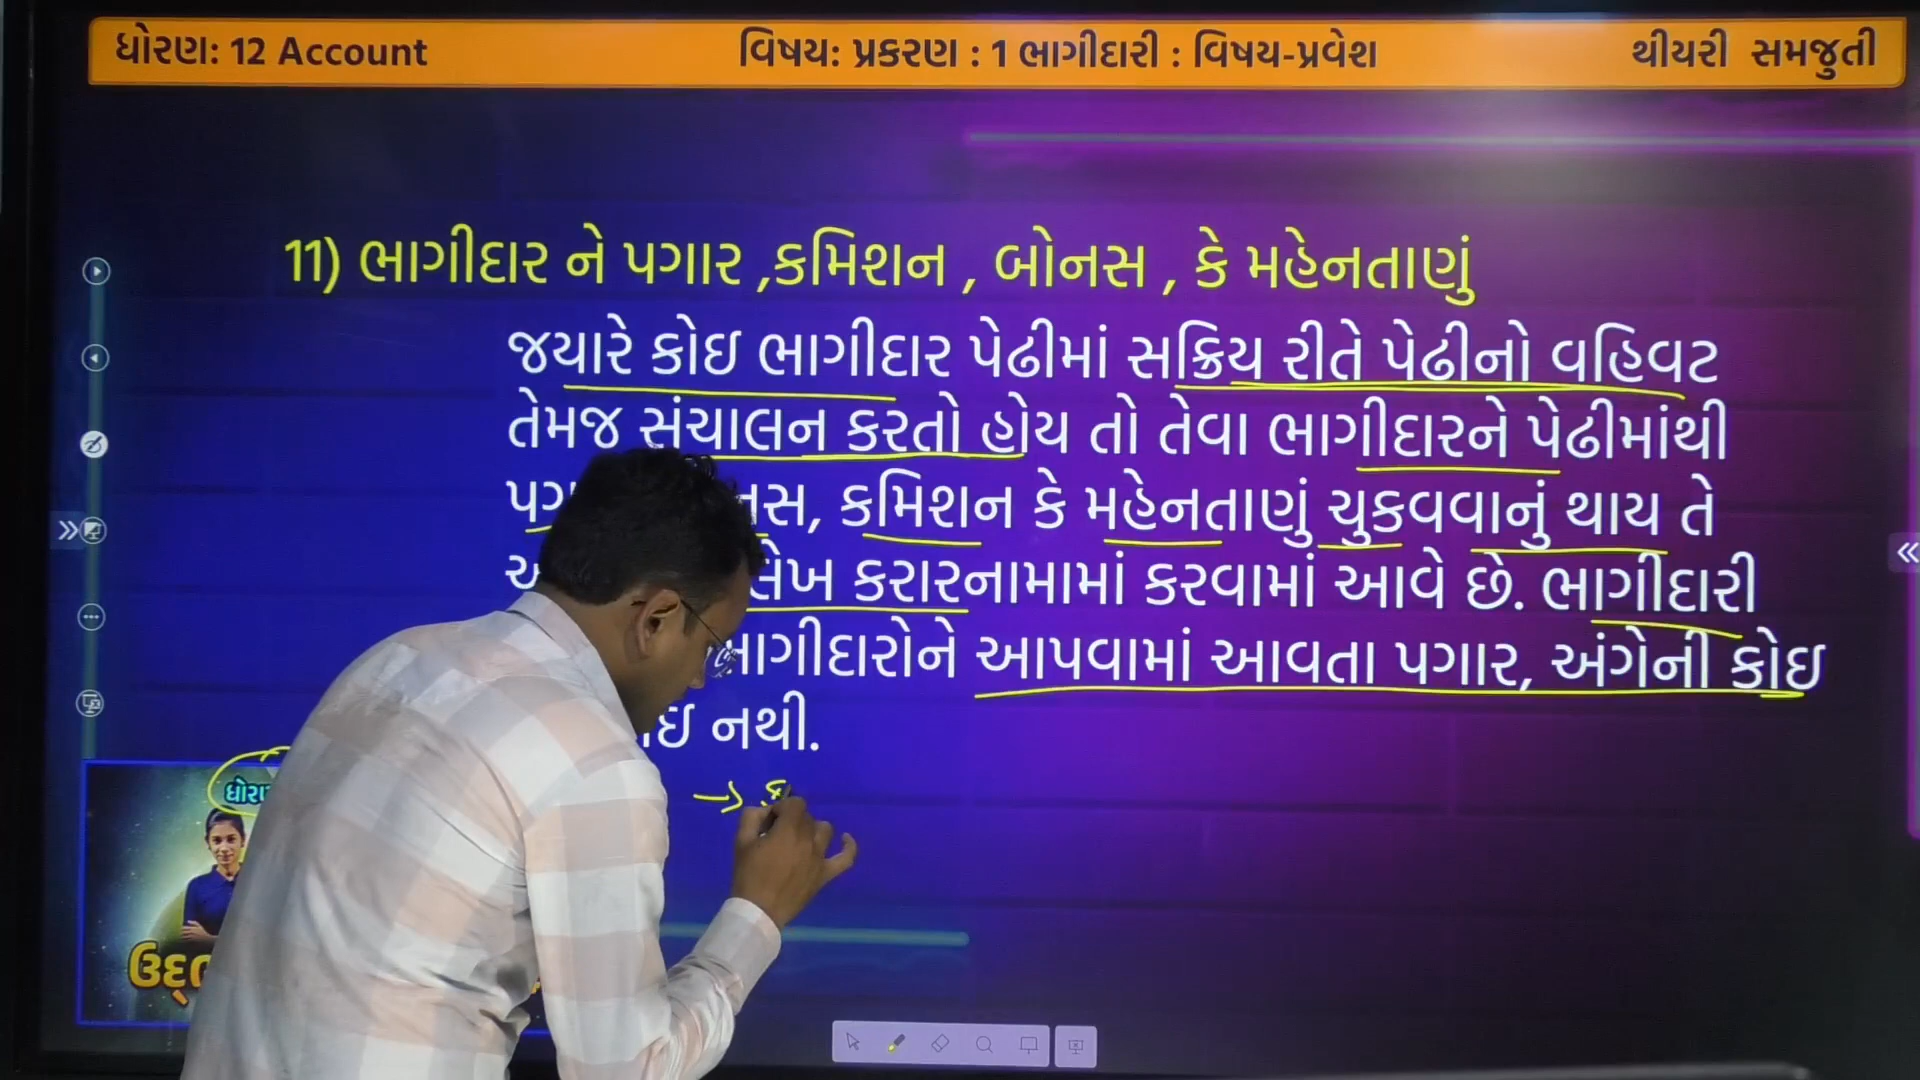 ધોરણ: 12 Account વિષય: પ્રકરણ : 1 ભાગીદારી : વિષય-પ્રવેશ થીયરી સમજુતી
11) ભાગીદાર ને પગાર ,કમિશન , બોનસ , કે મહેનતાણું
જયારે કોઇ ભાગીદાર પેઢીમાં સક્રિય રીતે પેઢીનો વહિવટ
તેમજ સંચાલન કરતો હોય તો તેવા ભાગીદારને પેઢીમાંથી
કમિશન કે મહેનતાણું ચુકવવાનું થાય તે
કરારનામામાં કરવામાં આવે છે. ભાગીદારી
આપવામાં આવતા પગાર, અંગેની કોઇ
નથી.